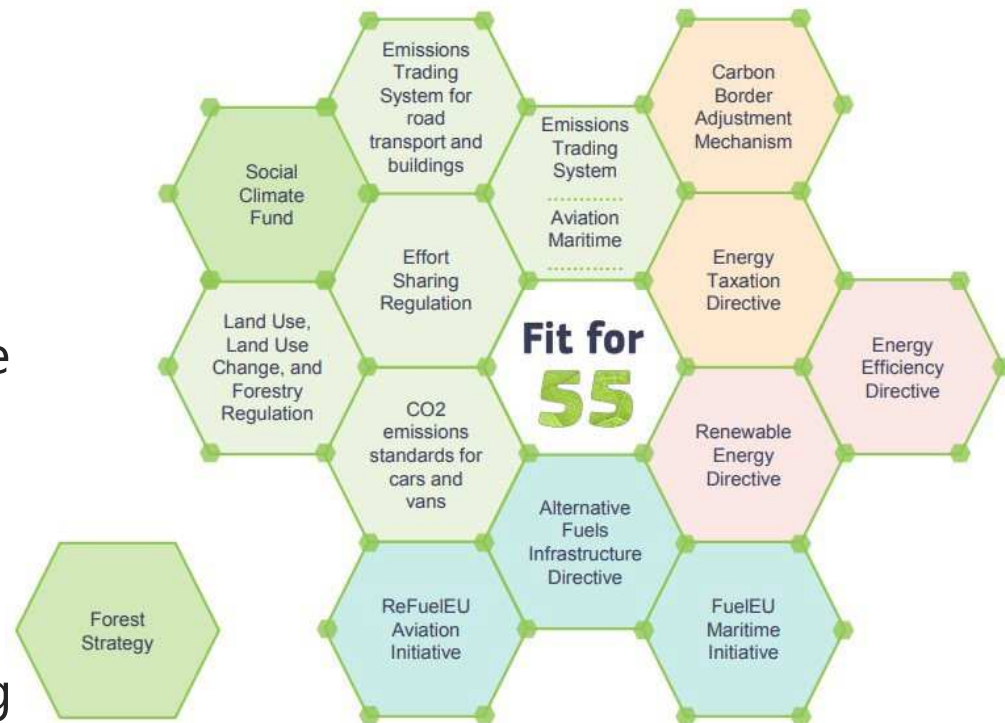 Emissions
Trading
System for
road
transport and
buildings
Carbon
Border
Adjustment
Mechanism
Emissions
Trading
System
Aviation
Maritime
Social
Climate
Fund
Effort
Sharing
Regulation
Energy
Taxation
Directive
Land Use,
Land Use
Change, and
Forestry
Regulation
Fit for
55
Energy
Efficiency
Directive
e
CO2
emissions
standards for
cars and
vans
Renewable
Energy
Directive
Alternative
Fuels
Infrastructure
Directive
Forest
Strategy
ReFuelEU
Aviation
Initiative
FuelEU
Maritime
Initiative
g